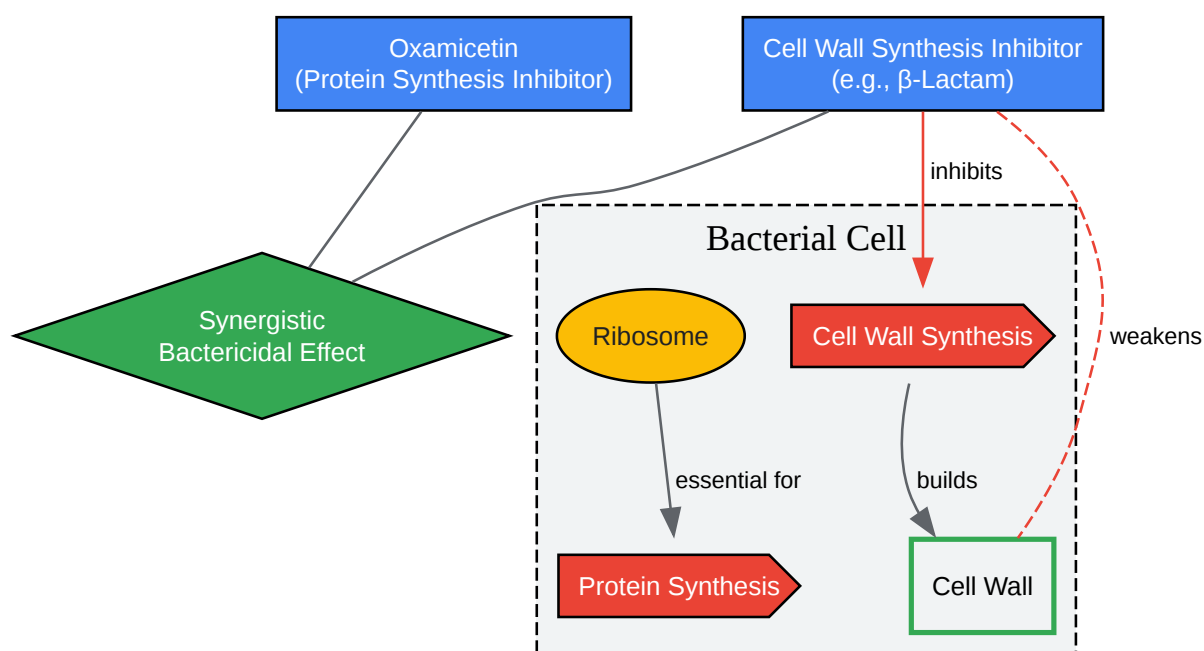 Oxamicetin
(Protein Synthesis Inhibitor)
Cell Wall Synthesis Inhibitor
(e.g., β-Lactam)
inhibits
Bacterial Cell
Synergistic
Bactericidal Effect
Ribosome
Cell Wall Synthesis
weakens
essential for
builds
Protein Synthesis
Cell Wall